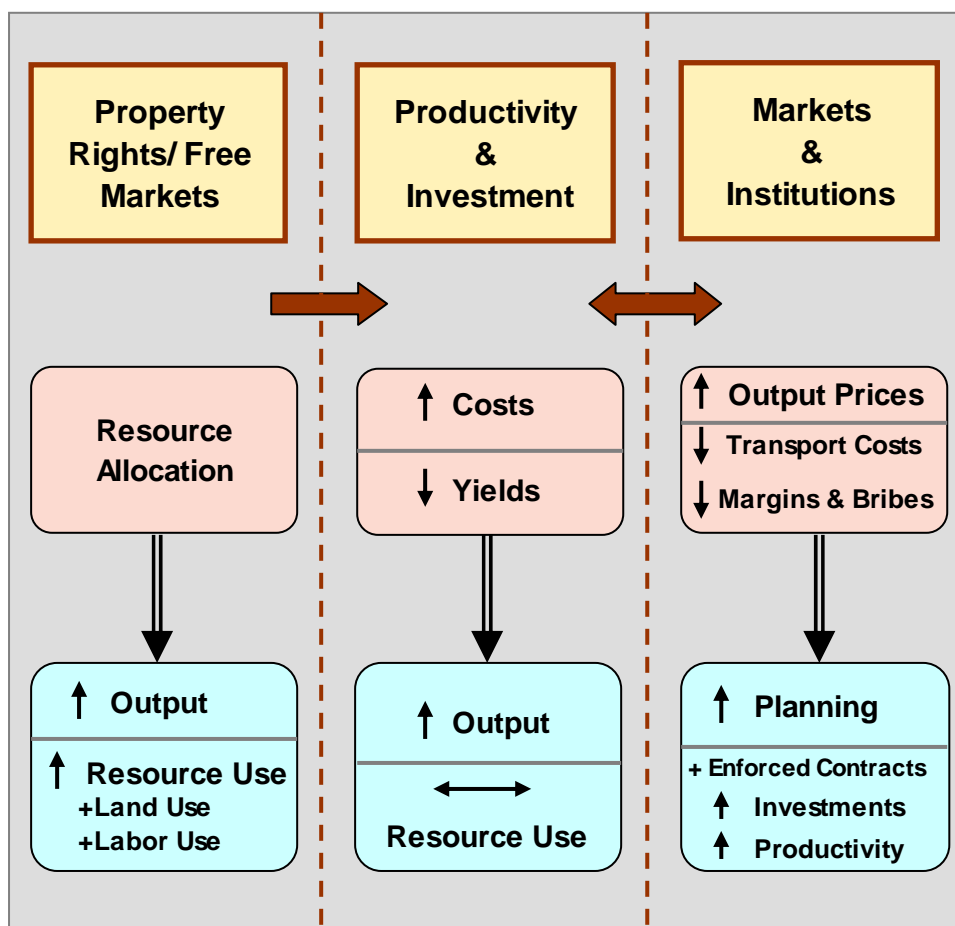 Property
Rights/ Free
Markets
Productivity
&
Investment
Markets
&
Institutions
Resource
Allocation
Costs
Yields
Output Prices
Transport Costs
Margins & Bribes
Output
Resource Use
+Land Use
+Labor Use
Output
Resource Use
Planning
+ Enforced Contracts
Investments
Productivity